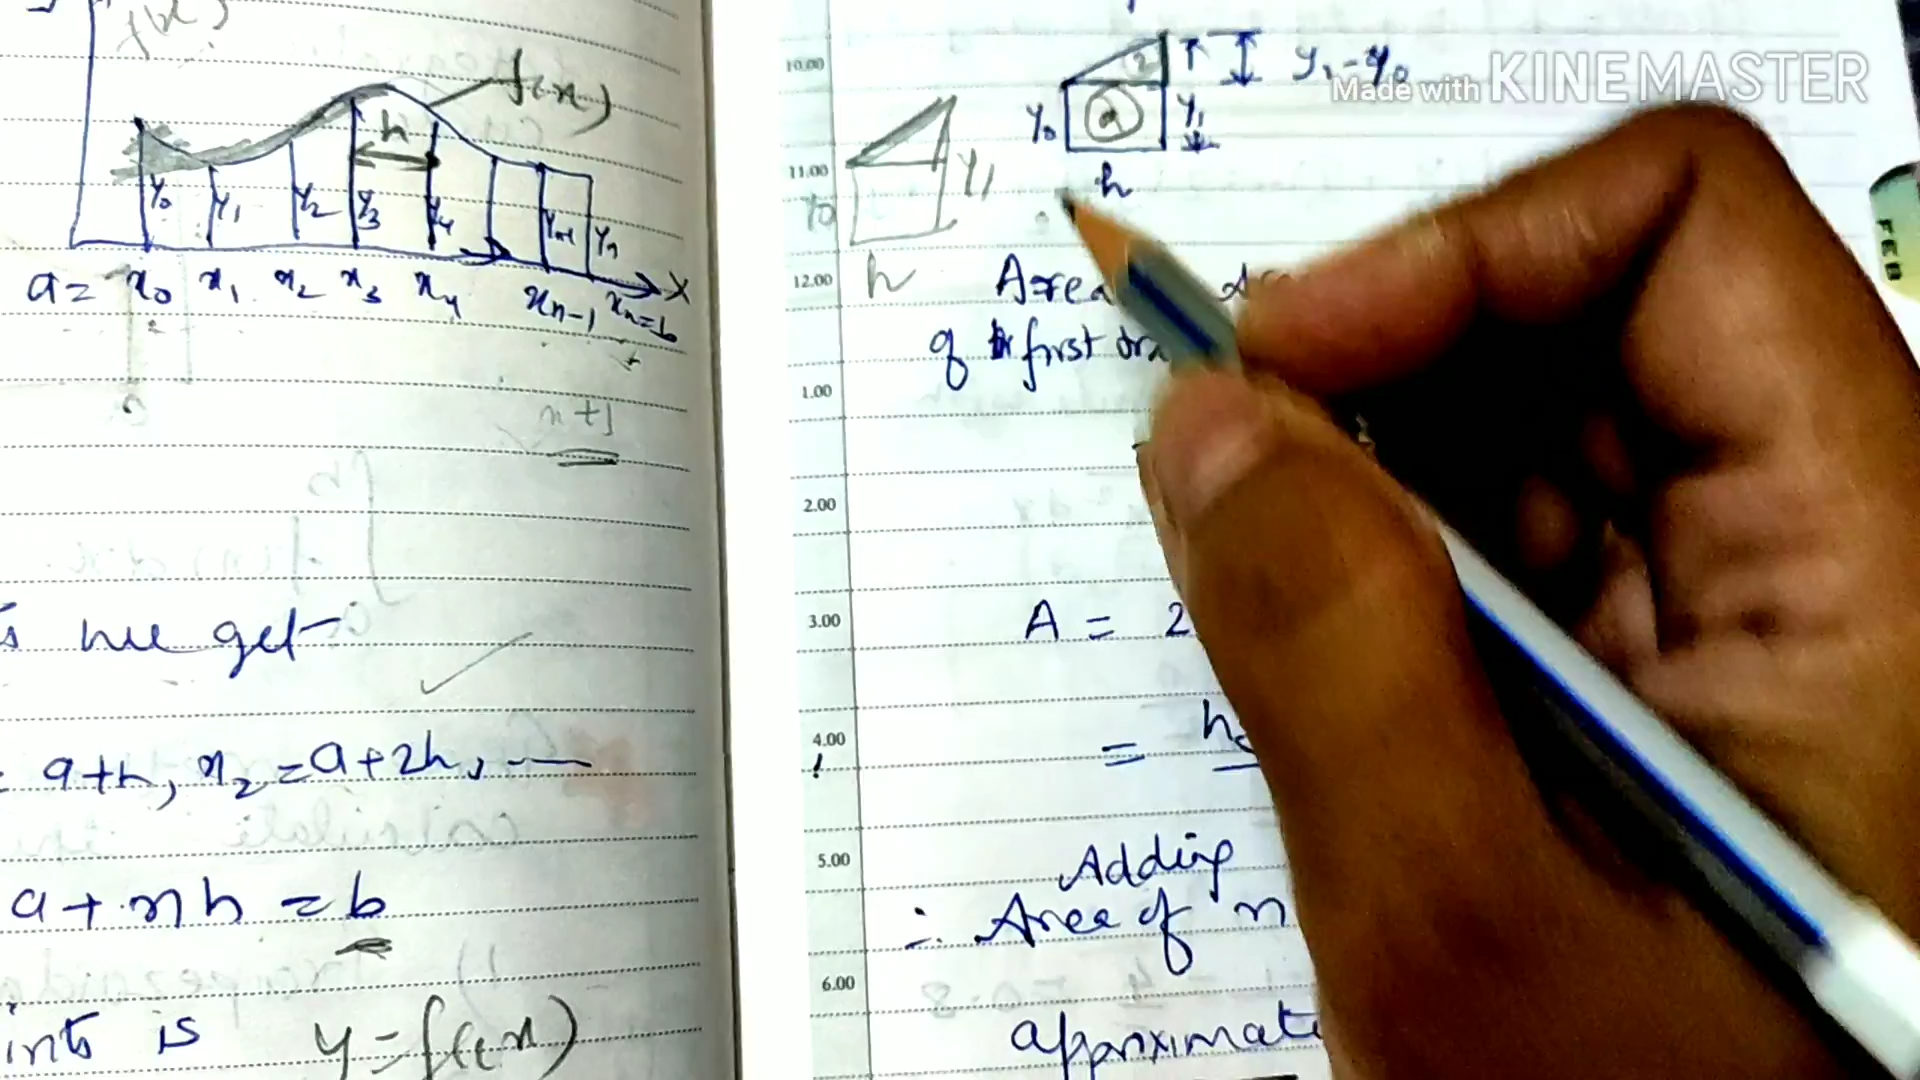 f(x)
f(x)
h
y0 y1 y2 y3 y4 yn-1 yn
a= x0 x1 x2 x3 x4 xn-1 xn=b X
n+1
we get
a+h, x2 = a+2h, ——
a+nh = b
ints is y=f(x)
10.00
2
y1-y0
Made with KINEMASTER
y0
y1
11.00
y1
y0
h
FEB
12.00
h
Area
of first
1.00
2.00
3.00
A = 2
4.00
= h
5.00
Adding
∴ Area of n
6.00
approximate